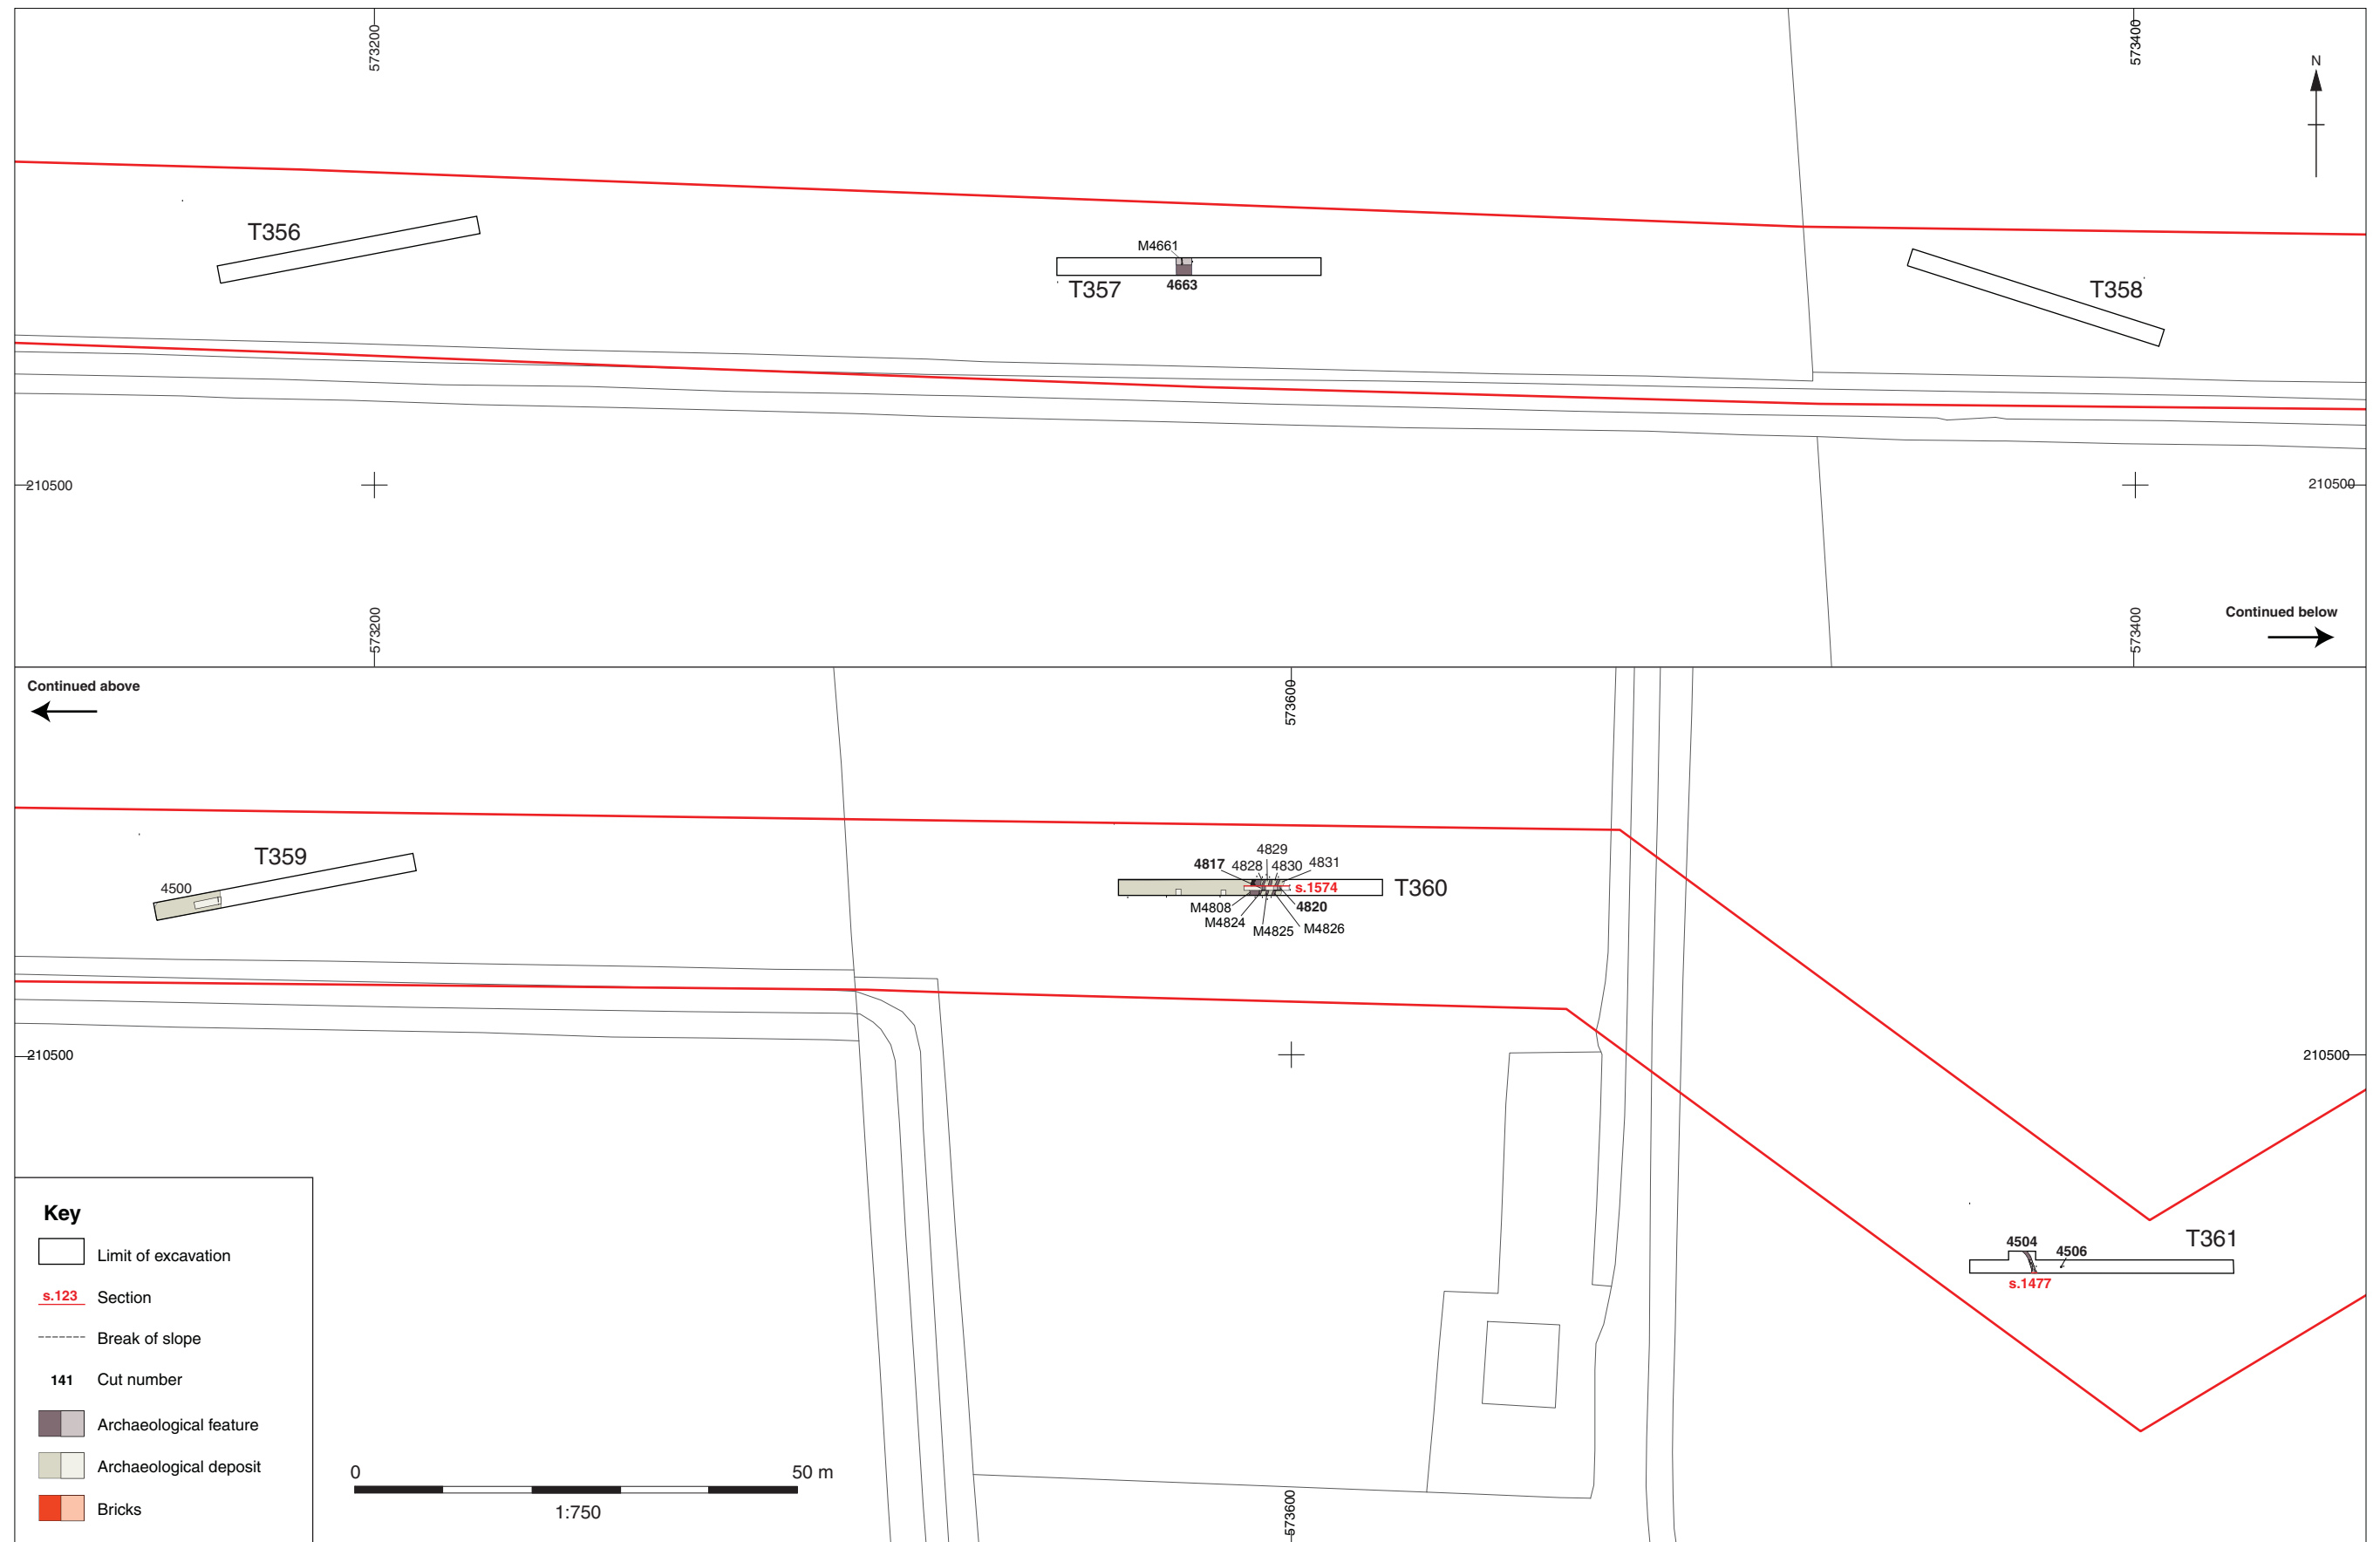 573200
573400
N
T356
M4661
T357
4663
T358
210500
210500
573200
573400
Continued below
Continued above
573600
T359
4500
4829
4817
4828
4830
4831
s.1574
T360
M4808
4820
M4824
M4825
M4826
210500
210500
T361
4504
4506
s.1477
Key
Limit of excavation
s.123 Section
Break of slope
141 Cut number
Archaeological feature
Archaeological deposit
Bricks
0 50 m
1:750
573600